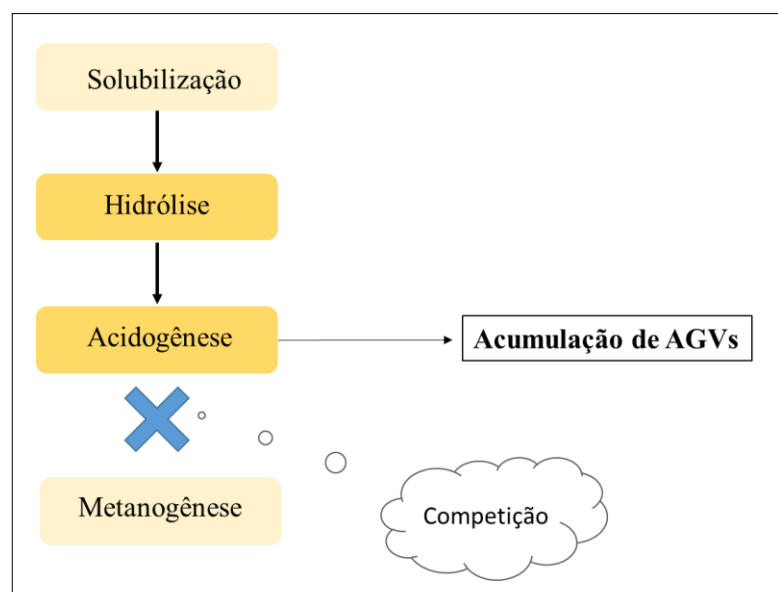 Solubilização
Hidrólise
Acidogênese
Acumulação de AGVs
Metanogênese
Competição